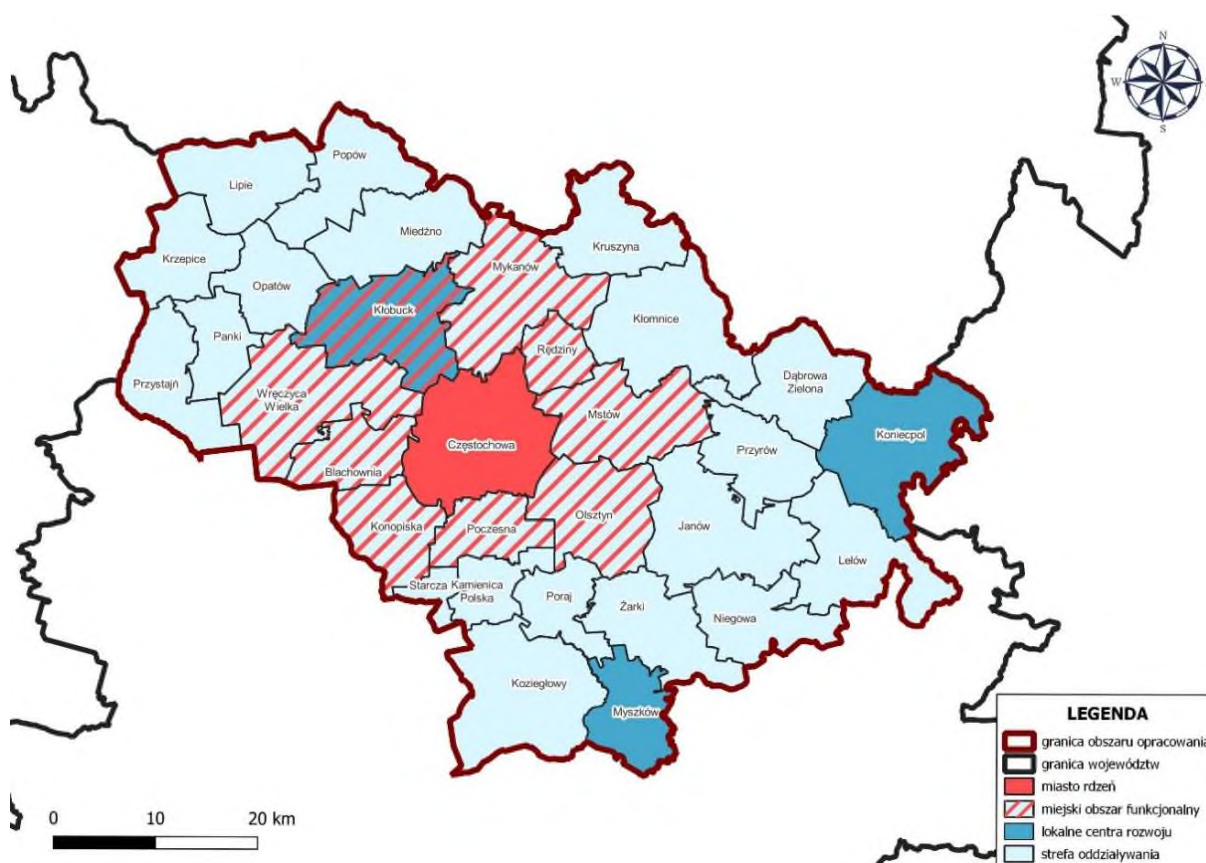 N
W
S
Popów
Lipie
Miedźno
Kruszyna
Krzepice
Mykanów
Opatów
Kłobuck
Kłomnice
Panki
Rędziny
Dąbrowa
Zielona
Przystajń
Wręczyca
Wielka
Mstów
Koniecpol
Częstochowa
Przyrów
Blachownia
Konopiska
Poczesna
Olsztyn
Janów
Lelów
Starcza
Kamienica
Polska
Poraj
Żarki
Niegowa
Koziegłowy
Myszków
LEGENDA
granica obszaru opracowania
granica województw
miasto rdzeń
miejski obszar funkcjonalny
lokalne centra rozwoju
strefa oddziaływania
0 10 20 km